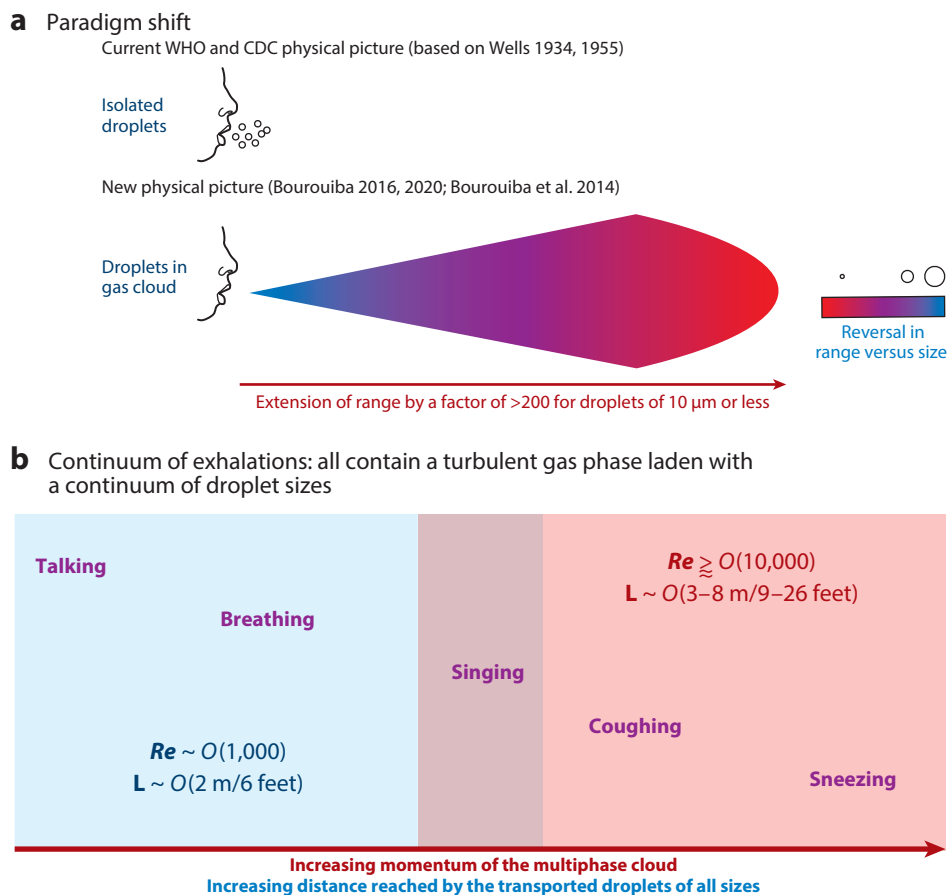 a Paradigm shift
Current WHO and CDC physical picture (based on Wells 1934, 1955)
Isolated
droplets
New physical picture (Bourouiba 2016, 2020; Bourouiba et al. 2014)
Droplets in
gas cloud
Reversal in
range versus size
Extension of range by a factor of >200 for droplets of 10 μm or less
b Continuum of exhalations: all contain a turbulent gas phase laden with
a continuum of droplet sizes
Talking
Breathing
Singing
Coughing
Sneezing
Re ⪆ O(10,000)
L ~ O(3–8 m/9–26 feet)
Re ~ O(1,000)
L ~ O(2 m/6 feet)
Increasing momentum of the multiphase cloud
Increasing distance reached by the transported droplets of all sizes